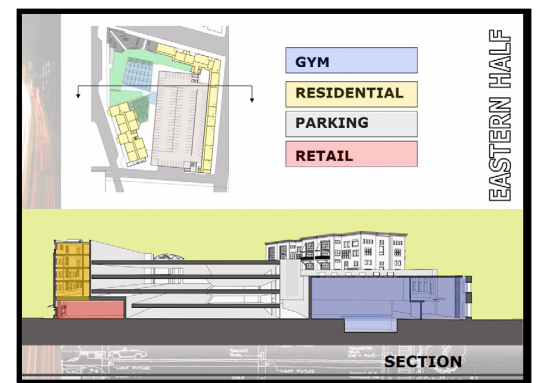 GYM
RESIDENTIAL
PARKING
RETAIL
EASTERN HALF
SECTION